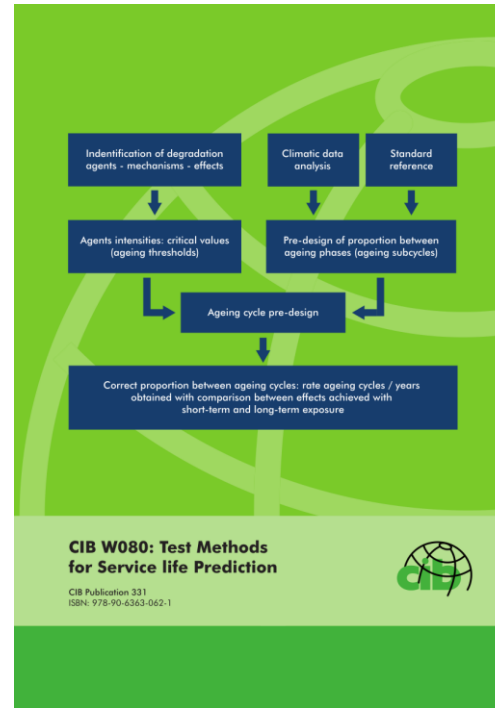 Indentification of degradation
agents - mechanisms - effects
Climatic data
analysis
Standard
reference
Agents intensities: critical values
(ageing thresholds)
Pre-design of proportion between
ageing phases (ageing subcycles)
Ageing cycle pre-design
Correct proportion between ageing cycles: rate ageing cycles / years
obtained with comparison between effects achieved with
short-term and long-term exposure
CIB W080: Test Methods
for Service life Prediction
CIB Publication 331
ISBN: 978-90-6363-062-1
cib